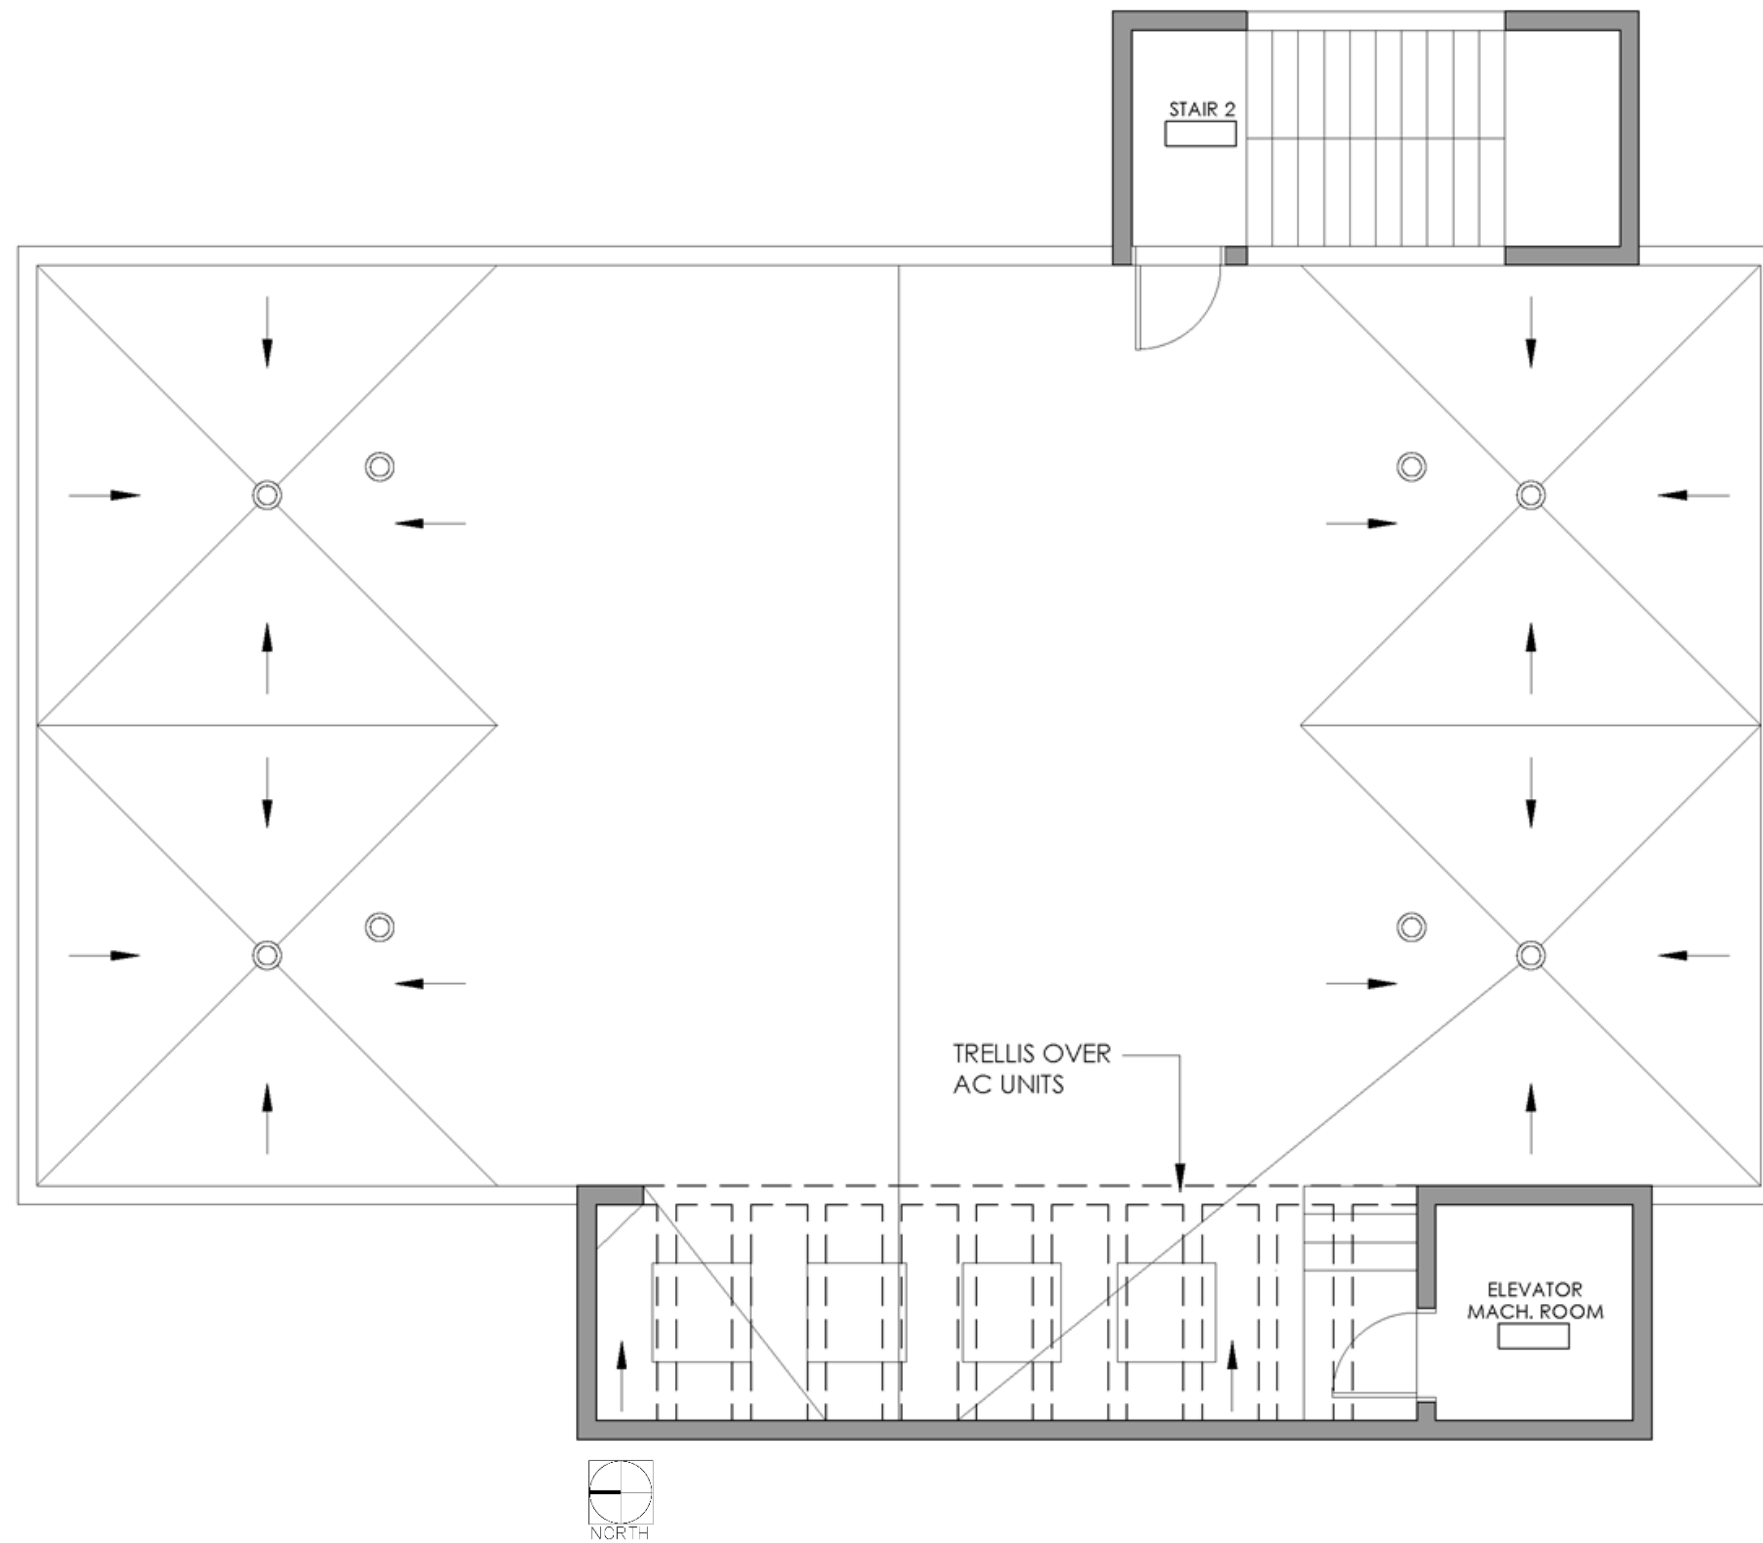 STAIR 2
TRELLIS OVER
AC UNITS
ELEVATOR
MACH. ROOM
NORTH